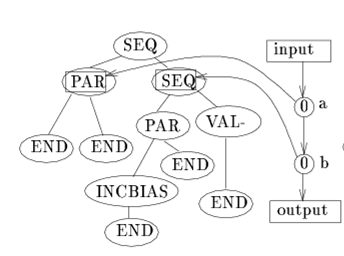 SEQ
input
PAR
SEQ
0 a
PAR
VAL-
END
END
END
0 b
INCBIAS
END
output
END